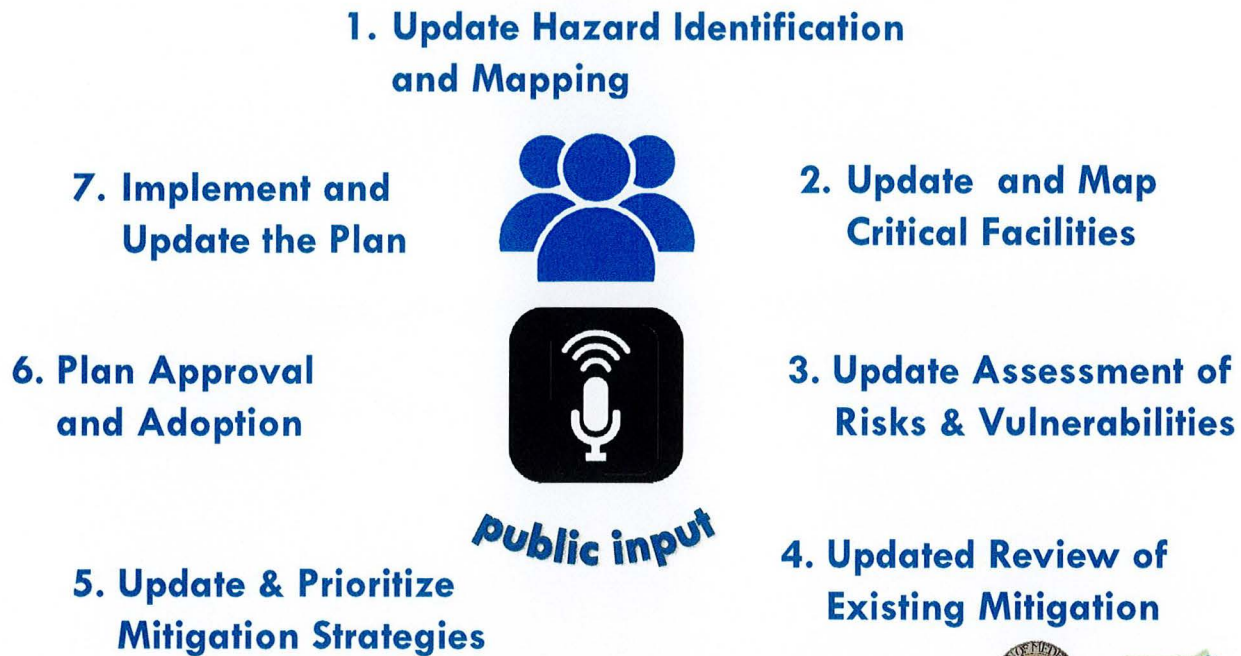 1. Update Hazard Identification
and Mapping
2. Update and Map
Critical Facilities
3. Update Assessment of
Risks & Vulnerabilities
4. Updated Review of
Existing Mitigation
5. Update & Prioritize
Mitigation Strategies
6. Plan Approval
and Adoption
7. Implement and
Update the Plan
public input